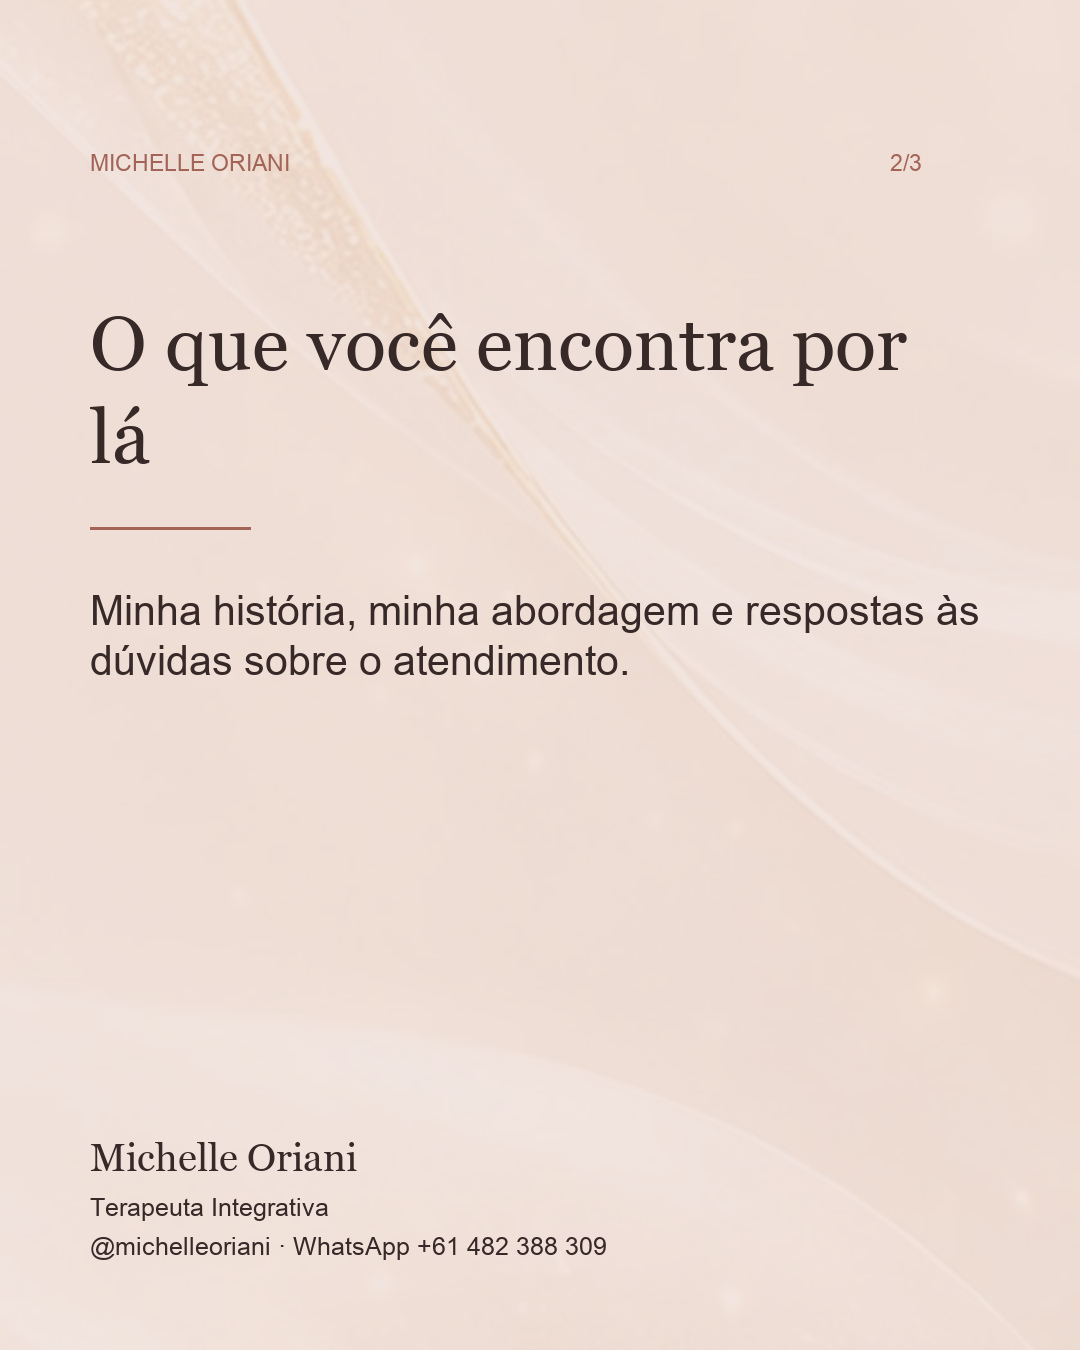 MICHELLE ORIANI
2/3
O que você encontra por
lá
Minha história, minha abordagem e respostas às
dúvidas sobre o atendimento.
Michelle Oriani
Terapeuta Integrativa
@michelleoriani · WhatsApp +61 482 388 309